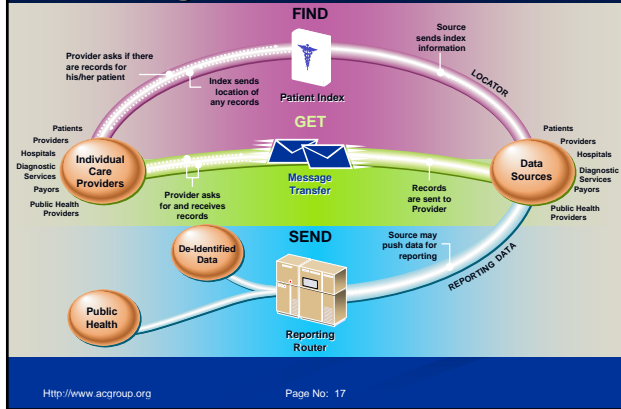 FIND
Provider asks if there
are records for
his/her patient
Index sends
location of
any records
Patient Index
Source
sends index
information
LOCATOR
GET
Patients
Providers
Hospitals
Diagnostic
Services
Payors
Public Health
Providers
Individual
Care
Providers
Provider asks
for and receives
records
Message
Transfer
Records
are sent to
Provider
Data
Sources
Patients
Providers
Hospitals
Diagnostic
Services
Payors
Public Health
Providers
SEND
De-Identified
Data
Public
Health
Reporting
Router
Source may
push data for
reporting
REPORTING DATA
Http://www.acgroup.org
Page No: 17